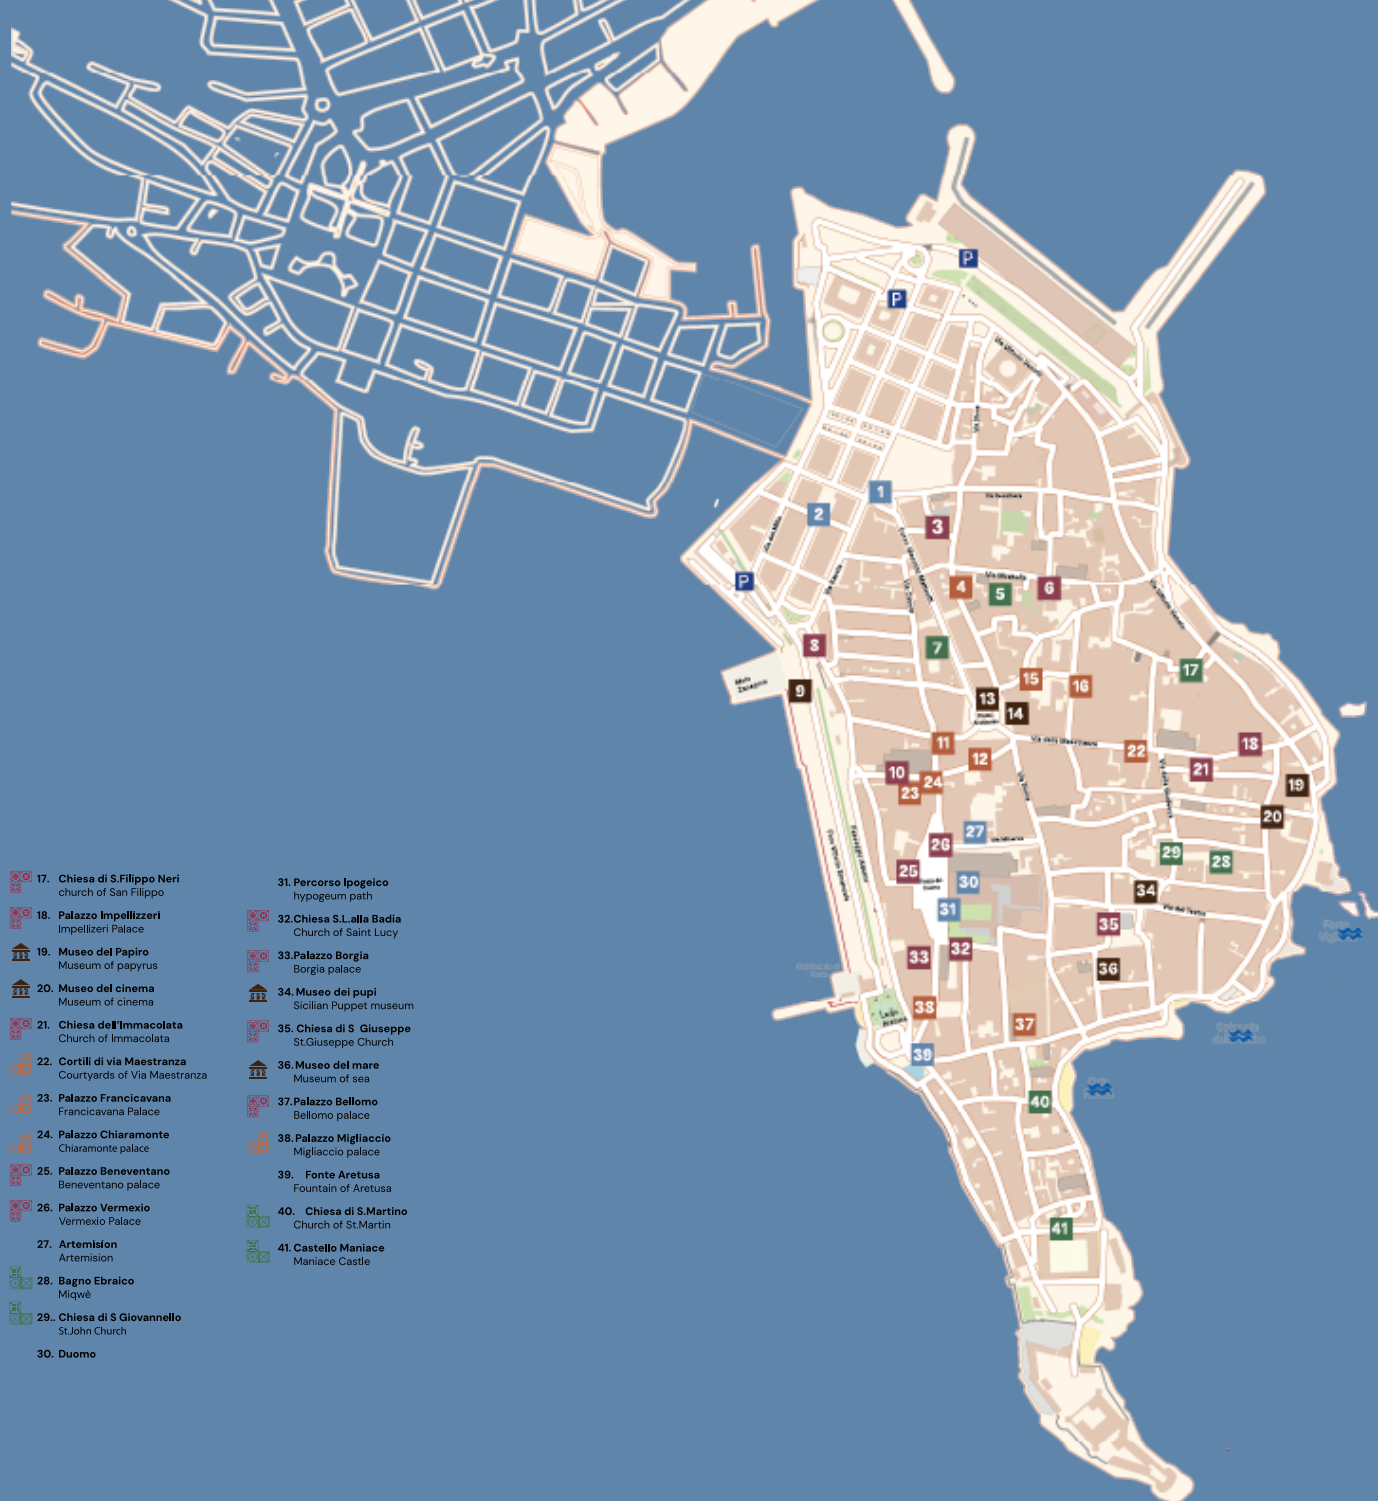 P
P
1
2
3
4
5
6
P
7
8
9
17
15
16
13
14
Via della Maestranza
11
12
22
18
21
10
24
23
19
20
27
26
Via Minerva
29
28
25
30
34
31
35
32
33
36
38
37
39
40
41
17. Chiesa di S.Filippo Neri
church of San Filippo
18. Palazzo Impellizzeri
Impellizeri Palace
19. Museo del Papiro
Museum of papyrus
20. Museo del cinema
Museum of cinema
21. Chiesa dell'Immacolata
Church of Immacolata
22. Cortili di via Maestranza
Courtyards of Via Maestranza
23. Palazzo Francicavana
Francicavana Palace
24. Palazzo Chiaramonte
Chiaramonte palace
25. Palazzo Beneventano
Beneventano palace
26. Palazzo Vermexio
Vermexio Palace
27. Artemision
Artemision
28. Bagno Ebraico
Miqwè
29.. Chiesa di S Giovannello
St.John Church
30. Duomo
31. Percorso Ipogeico
hypogeum path
32.Chiesa S.L.alla Badia
Church of Saint Lucy
33.Palazzo Borgia
Borgia palace
34. Museo dei pupi
Sicilian Puppet museum
35. Chiesa di S Giuseppe
St.Giuseppe Church
36. Museo del mare
Museum of sea
37. Palazzo Bellomo
Bellomo palace
38. Palazzo Migliaccio
Migliaccio palace
39. Fonte Aretusa
Fountain of Aretusa
40. Chiesa di S.Martino
Church of St.Martin
41. Castello Maniace
Maniace Castle